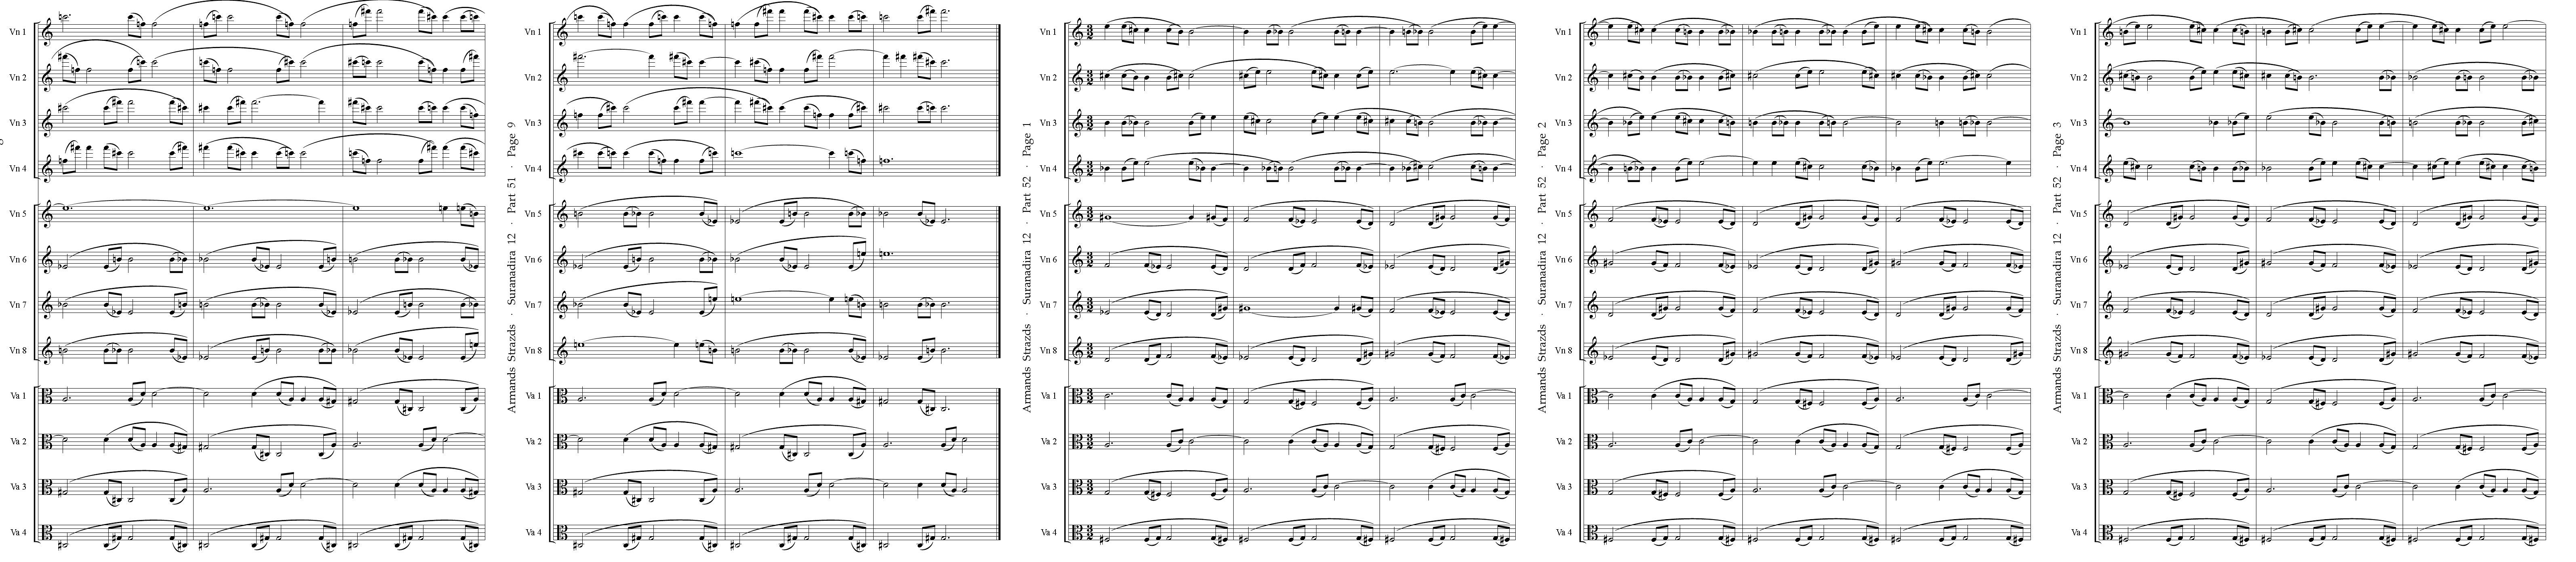 Vn 1
Vn 2
Vn 3
Vn 4
Vn 5
Vn 6
Vn 7
Vn 8
Va 1
Va 2
Va 3
Va 4
Armands Strazds · Suranadira 12 · Part 51 · Page 9
Vn 1
Vn 2
Vn 3
Vn 4
Vn 5
Vn 6
Vn 7
Vn 8
Va 1
Va 2
Va 3
Va 4
Armands Strazds · Suranadira 12 · Part 52 · Page 1
Vn 1
Vn 2
Vn 3
Vn 4
Vn 5
Vn 6
Vn 7
Vn 8
Va 1
Va 2
Va 3
Va 4
Armands Strazds · Suranadira 12 · Part 52 · Page 2
Vn 1
Vn 2
Vn 3
Vn 4
Vn 5
Vn 6
Vn 7
Vn 8
Va 1
Va 2
Va 3
Va 4
Armands Strazds · Suranadira 12 · Part 52 · Page 3
Vn 1
Vn 2
Vn 3
Vn 4
Vn 5
Vn 6
Vn 7
Vn 8
Va 1
Va 2
Va 3
Va 4